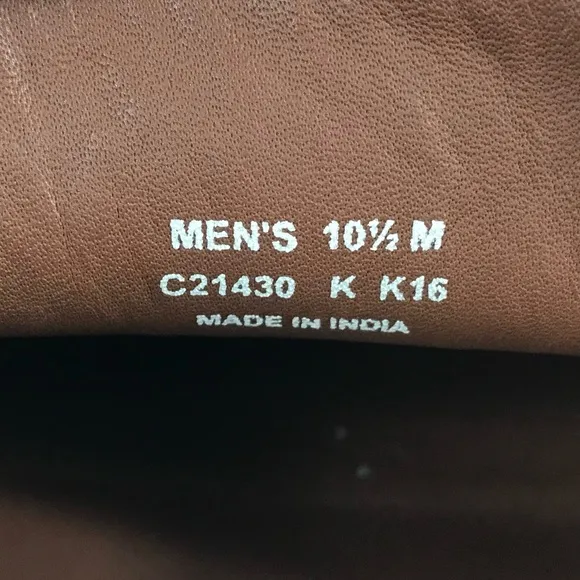 MEN'S 10½ M
C21430 K K16
MADE IN INDIA